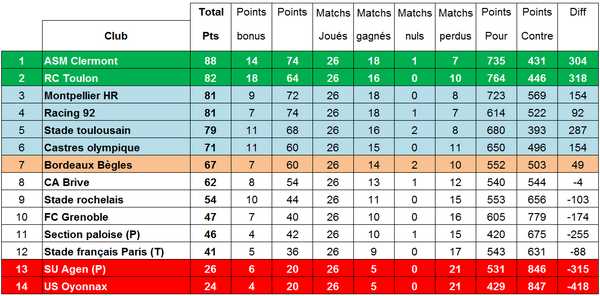 Total Points Points Matchs Matchs Matchs Matchs Points Points Diff
Club Pts bonus Joués gagnés nuls perdus Pour Contre
1 ASM Clermont 88 14 74 26 18 1 7 735 431 304
2 RC Toulon 82 18 64 26 16 0 10 764 446 318
3 Montpellier HR 81 9 72 26 18 0 8 723 569 154
4 Racing 92 81 7 74 26 18 1 7 614 522 92
5 Stade toulousain 79 11 68 26 16 2 8 680 393 287
6 Castres olympique 71 11 60 26 15 0 11 650 496 154
7 Bordeaux Bègles 67 7 60 26 14 2 10 552 503 49
8 CA Brive 62 8 54 26 13 1 12 540 544 -4
9 Stade rochelais 54 10 44 26 11 0 15 553 656 -103
10 FC Grenoble 47 7 40 26 10 0 16 605 779 -174
11 Section paloise (P) 46 4 42 26 10 1 15 420 675 -255
12 Stade français Paris (T) 41 5 36 26 9 0 17 543 631 -88
13 SU Agen (P) 26 6 20 26 5 0 21 531 846 -315
14 US Oyonnax 24 4 20 26 5 0 21 429 847 -418